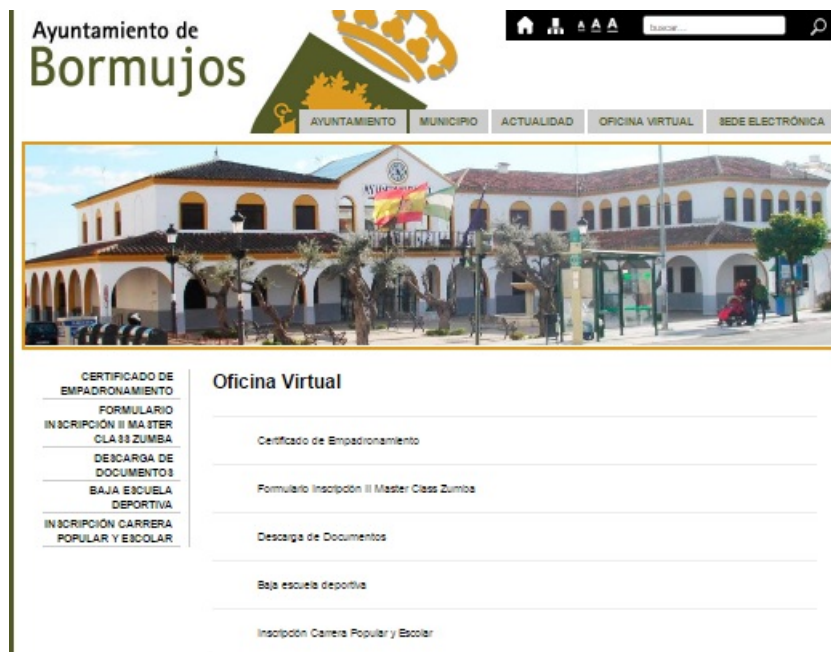 Ayuntamiento de
Bormujos
A A A
buscar...
AYUNTAMIENTO MUNICIPIO ACTUALIDAD OFICINA VIRTUAL SEDE ELECTRÓNICA
CERTIFICADO DE
EMPADRONAMIENTO
FORMULARIO
INSCRIPCIÓN II MASTER
CLASS ZUMBA
DESCARGA DE
DOCUMENTOS
BAJA ESCUELA
DEPORTIVA
INSCRIPCIÓN CARRERA
POPULAR Y ESCOLAR
Oficina Virtual
Certificado de Empadronamiento
Formulario Inscripción II Master Class Zumba
Descarga de Documentos
Baja escuela deportiva
Inscripción Carrera Popular y Escolar